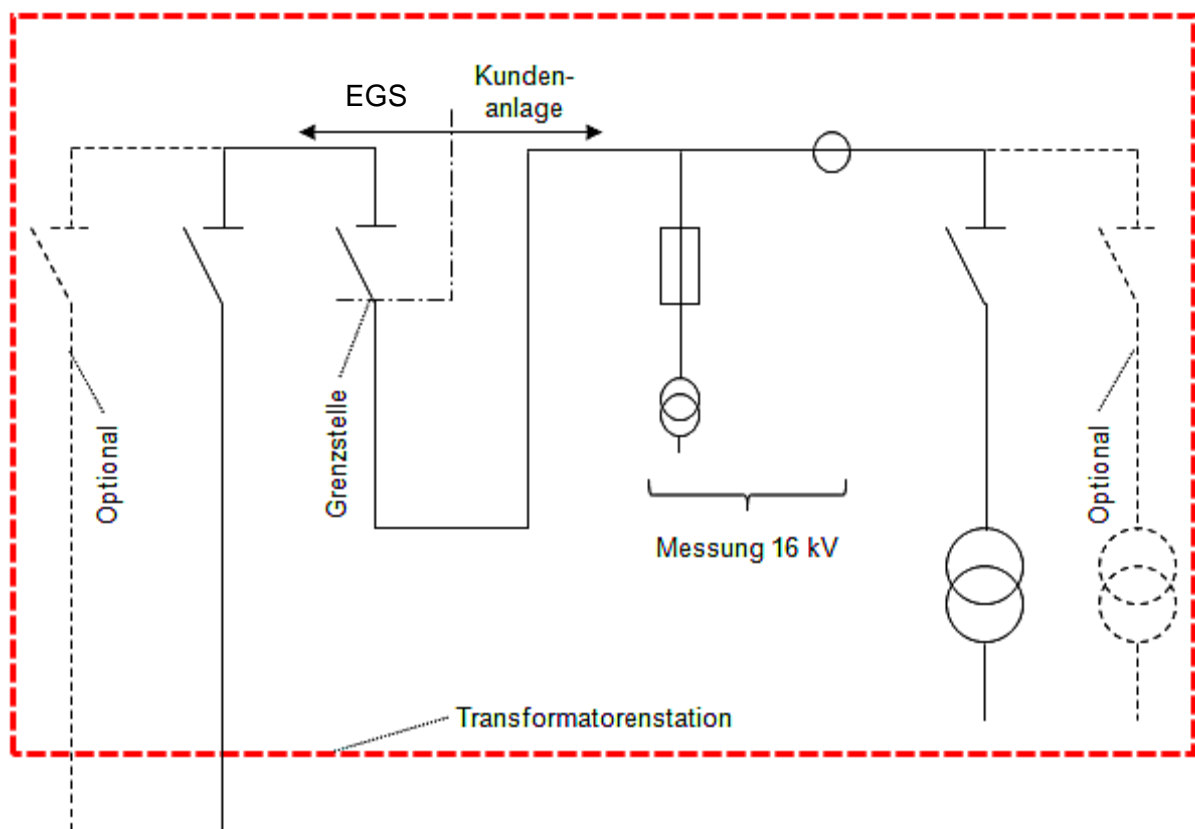 EGS
Kunden-
anlage
Optional
Grenzstelle
Messung 16 kV
Optional
Transformatorenstation